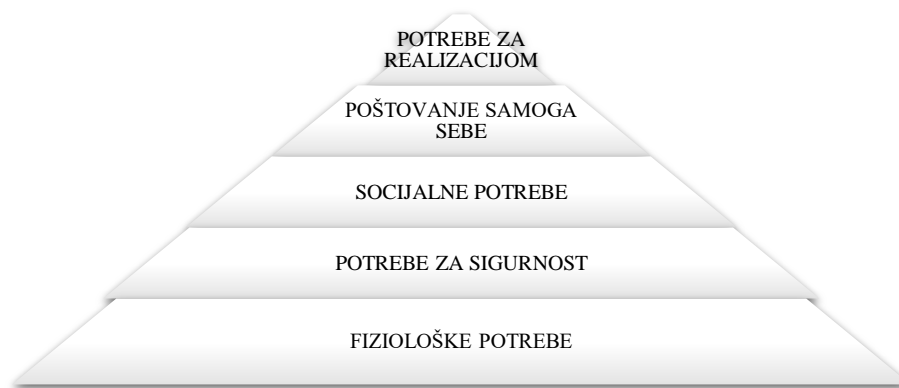 POTREBE ZA
REALIZACIJOM
POŠTOVANJE SAMOGA
SEBE
SOCIJALNE POTREBE
POTREBE ZA SIGURNOST
FIZIOLOŠKE POTREBE